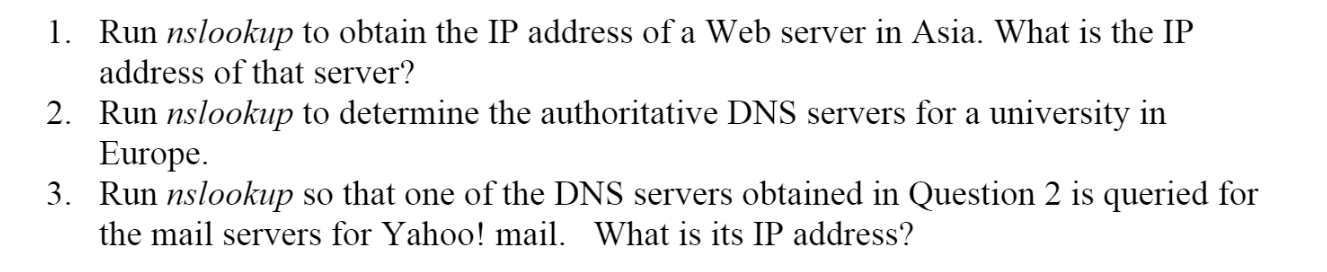 1. Run nslookup to obtain the IP address of a Web server in Asia. What is the IP
address of that server?
2. Run nslookup to determine the authoritative DNS servers for a university in
Europe.
3. Run nslookup so that one of the DNS servers obtained in Question 2 is queried for
the mail servers for Yahoo! mail. What is its IP address?